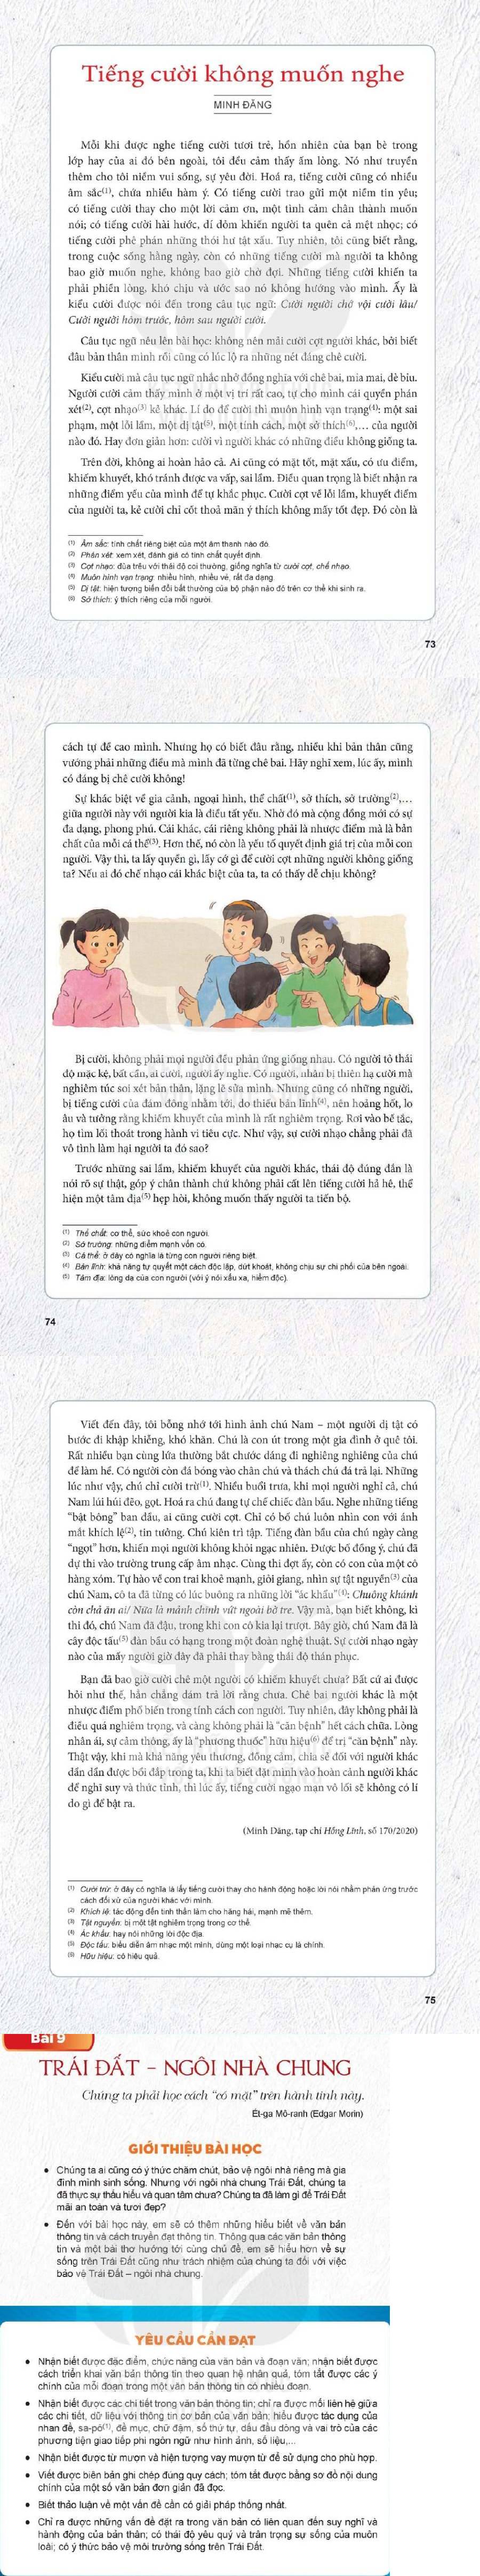 Tiếng cười không muốn nghe
MINH ĐĂNG
Mỗi khi được nghe tiếng cười tươi trẻ, hồn nhiên của bạn bè trong
lớp hay của ai đó bên ngoài, tôi đều cảm thấy ấm lòng. Nó như truyền
thêm cho tôi niềm vui sống, sự yêu đời. Hoá ra, tiếng cười cũng có nhiều
âm sắc(1), chứa nhiều hàm ý. Có tiếng cười trao gửi một niềm tin yêu;
có tiếng cười thay cho một lời cảm ơn, một tình cảm chân thành muốn
nói; có tiếng cười hài hước, dí dỏm khiến người ta quên cả mệt nhọc; có
tiếng cười phê phán những thói hư tật xấu. Tuy nhiên, tôi cũng biết rằng,
trong cuộc sống hằng ngày, còn có những tiếng cười mà người ta không
bao giờ muốn nghe, không bao giờ chờ đợi. Những tiếng cười khiến ta
phải phiền lòng, khó chịu và ước sao nó không hướng vào mình. Ấy là
kiểu cười được nói đến trong câu tục ngữ: Cười người chớ vội cười lâu/
Cười người hôm trước, hôm sau người cười.
Câu tục ngữ nêu lên bài học: không nên mải cười cợt người khác, bởi biết
đâu bản thân mình rồi cũng có lúc lộ ra những nét đáng chê cười.
Kiểu cười mà câu tục ngữ nhắc nhở đồng nghĩa với chê bai, mỉa mai, dè bỉu.
Người cười cảm thấy mình ở một vị trí rất cao, tự cho mình cái quyền phán
xét(2), cợt nhạo(3) kẻ khác. Lí do để cười thì muôn hình vạn trạng(4): một sai
phạm, một lỗi lầm, một dị tật(5), một tính cách, một sở thích(6),... của người
nào đó. Hay đơn giản hơn: cười vì người khác có những điều không giống ta.
Trên đời, không ai hoàn hảo cả. Ai cũng có mặt tốt, mặt xấu, có ưu điểm,
khiếm khuyết, khó tránh được va vấp, sai lầm. Điều quan trọng là biết nhận ra
những điểm yếu của mình để tự khắc phục. Cười cợt về lỗi lầm, khuyết điểm
của người ta, kẻ cười chỉ cốt thoả mãn ý thích không mấy tốt đẹp. Đó còn là
(1) Âm sắc: tính chất riêng biệt của một âm thanh nào đó.
(2) Phán xét: xem xét, đánh giá có tính chất quyết định.
(3) Cợt nhạo: đùa trêu với thái độ coi thường, giống nghĩa từ cười cợt, chế nhạo.
(4) Muôn hình vạn trạng: nhiều hình, nhiều vẻ, rất đa dạng.
(5) Dị tật: hiện tượng biến đổi bất thường của bộ phận nào đó trên cơ thể khi sinh ra.
(6) Sở thích: ý thích riêng của mỗi người.
73
cách tự đề cao mình. Nhưng họ có biết đâu rằng, nhiều khi bản thân cũng
vướng phải những điều mà mình đã từng chê bai. Hãy nghĩ xem, lúc ấy, mình
có đáng bị chê cười không!
Sự khác biệt về gia cảnh, ngoại hình, thể chất(1), sở thích, sở trường(2),...
giữa người này với người kia là điều tất yếu. Nhờ đó mà cộng đồng mới có sự
đa dạng, phong phú. Cái khác, cái riêng không phải là nhược điểm mà là bản
chất của mỗi cá thể(3). Hơn thế, nó còn là yếu tố quyết định giá trị của mỗi con
người. Vậy thì, ta lấy quyền gì, lấy cớ gì để cười cợt những người không giống
ta? Nếu ai đó chế nhạo cái khác biệt của ta, ta có thấy dễ chịu không?
Bị cười, không phải mọi người đều phản ứng giống nhau. Có người tỏ thái
độ mặc kệ, bất cần, ai cười, người ấy nghe. Có người, nhân bị thiên hạ cười mà
nghiêm túc soi xét bản thân, lặng lẽ sửa mình. Nhưng cũng có những người,
bị tiếng cười của đám đông nhằm tới, do thiếu bản lĩnh(4), nên hoảng hốt, lo
âu và tưởng rằng khiếm khuyết của mình là rất nghiêm trọng. Rơi vào bế tắc,
họ tìm lối thoát trong hành vi tiêu cực. Như vậy, sự cười nhạo chẳng phải đã
vô tình làm hại người ta đó sao?
Trước những sai lầm, khiếm khuyết của người khác, thái độ đúng đắn là
nói rõ sự thật, góp ý chân thành chứ không phải cất lên tiếng cười hả hê, thể
hiện một tâm địa(5) hẹp hòi, không muốn thấy người ta tiến bộ.
(1) Thể chất: cơ thể, sức khoẻ con người.
(2) Sở trường: những điểm mạnh vốn có.
(3) Cá thể: ở đây có nghĩa là từng con người riêng biệt.
(4) Bản lĩnh: khả năng tự quyết một cách độc lập, dứt khoát, không chịu sự chi phối của bên ngoài.
(5) Tâm địa: lòng dạ của con người (với ý nói xấu xa, hiểm độc).
74
Viết đến đây, tôi bỗng nhớ tới hình ảnh chú Nam – một người dị tật có
bước đi khập khiễng, khó khăn. Chú là con út trong một gia đình ở quê tôi.
Rất nhiều bạn cùng lứa thường bắt chước dáng đi nghiêng nghiêng của chú
để làm hề. Có người còn đá bóng vào chân chú và thách chú đá trả lại. Những
lúc như vậy, chú chỉ cười trừ(1). Nhiều buổi trưa, khi mọi người nghỉ cả, chú
Nam lúi húi đẽo, gọt. Hoá ra chú đang tự chế chiếc đàn bầu. Nghe những tiếng
"bật bông" ban đầu, ai cũng cười cợt. Chỉ có bố chú luôn nhìn con với ánh
mắt khích lệ(2), tin tưởng. Chú kiên trì tập. Tiếng đàn bầu của chú ngày càng
"ngọt" hơn, khiến mọi người không khỏi ngạc nhiên. Được bố đồng ý, chú đã
dự thi vào trường trung cấp âm nhạc. Cùng thi đợt ấy, còn có con của một cô
hàng xóm. Tự hào về con trai khoẻ mạnh, giỏi giang, nhìn sự tật nguyền(3) của
chú Nam, cô ta đã từng có lúc buông ra những lời "ác khẩu"(4): Chuông khánh
còn chả ăn ai/ Nữa là mảnh chĩnh vứt ngoài bờ tre. Vậy mà, bạn biết không, kì
thi đó, chú Nam đã đậu, trong khi con cô kia lại trượt. Bây giờ, chú Nam đã là
cây độc tấu(5) đàn bầu có hạng trong một đoàn nghệ thuật. Sự cười nhạo ngày
nào của mấy người giờ đây đã phải thay bằng thái độ thán phục.
Bạn đã bao giờ cười chê một người có khiếm khuyết chưa? Bất cứ ai được
hỏi như thế, hẳn chẳng dám trả lời rằng chưa. Chê bai người khác là một
nhược điểm phổ biến trong tính cách con người. Tuy nhiên, đây không phải là
điều quá nghiêm trọng, và càng không phải là "căn bệnh" hết cách chữa. Lòng
nhân ái, sự cảm thông, ấy là "phương thuốc" hữu hiệu(6) để trị "căn bệnh" này.
Thật vậy, khi mà khả năng yêu thương, đồng cảm, chia sẻ đối với người khác
dần dần được bồi đắp trong ta, khi ta biết đặt mình vào hoàn cảnh người khác
để nghĩ suy và thức tỉnh, thì lúc ấy, tiếng cười ngạo mạn vô lối sẽ không có lí
do gì để bật ra.
(Minh Đăng, tạp chí Hồng Lĩnh, số 170/2020)
(1) Cười trừ: ở đây có nghĩa là lấy tiếng cười thay cho hành động hoặc lời nói nhằm phản ứng trước
cách đối xử của người khác với mình.
(2) Khích lệ: tác động đến tinh thần làm cho hăng hái, mạnh mẽ thêm.
(3) Tật nguyền: bị một tật nghiêm trọng trong cơ thể.
(4) Ác khẩu: hay nói những lời độc địa.
(5) Độc tấu: biểu diễn âm nhạc một mình, dùng một loại nhạc cụ là chính.
(6) Hữu hiệu: có hiệu quả.
75
Bài 9
TRÁI ĐẤT – NGÔI NHÀ CHUNG
Chúng ta phải học cách "có mặt" trên hành tinh này.
Ét-ga Mô-ranh (Edgar Morin)
GIỚI THIỆU BÀI HỌC
• Chúng ta ai cũng có ý thức chăm chút, bảo vệ ngôi nhà riêng mà gia
đình mình sinh sống. Nhưng với ngôi nhà chung Trái Đất, chúng ta
đã thực sự thấu hiểu và quan tâm chưa? Chúng ta đã làm gì để Trái Đất
mãi an toàn và tươi đẹp?
• Đến với bài học này, em sẽ có thêm những hiểu biết về văn bản
thông tin và cách truyền đạt thông tin. Thông qua các văn bản thông
tin và một bài thơ hướng tới cùng chủ đề, em sẽ hiểu hơn về sự
sống trên Trái Đất cũng như trách nhiệm của chúng ta đối với việc
bảo vệ Trái Đất – ngôi nhà chung.
YÊU CẦU CẦN ĐẠT
• Nhận biết được đặc điểm, chức năng của văn bản và đoạn văn; nhận biết được
cách triển khai văn bản thông tin theo quan hệ nhân quả, tóm tắt được các ý
chính của mỗi đoạn trong một văn bản thông tin có nhiều đoạn.
• Nhận biết được các chi tiết trong văn bản thông tin; chỉ ra được mối liên hệ giữa
các chi tiết, dữ liệu với thông tin cơ bản của văn bản; hiểu được tác dụng của
nhan đề, sa-pô(1), đề mục, chữ đậm, số thứ tự, dấu đầu dòng và vai trò của các
phương tiện giao tiếp phi ngôn ngữ như hình ảnh, số liệu,...
• Nhận biết được từ mượn và hiện tượng vay mượn từ để sử dụng cho phù hợp.
• Viết được biên bản ghi chép đúng quy cách; tóm tắt được bằng sơ đồ nội dung
chính của một số văn bản đơn giản đã đọc.
• Biết thảo luận về một vấn đề cần có giải pháp thống nhất.
• Chỉ ra được những vấn đề đặt ra trong văn bản có liên quan đến suy nghĩ và
hành động của bản thân; có thái độ yêu quý và trân trọng sự sống của muôn
loài; có ý thức bảo vệ môi trường sống trên Trái Đất.